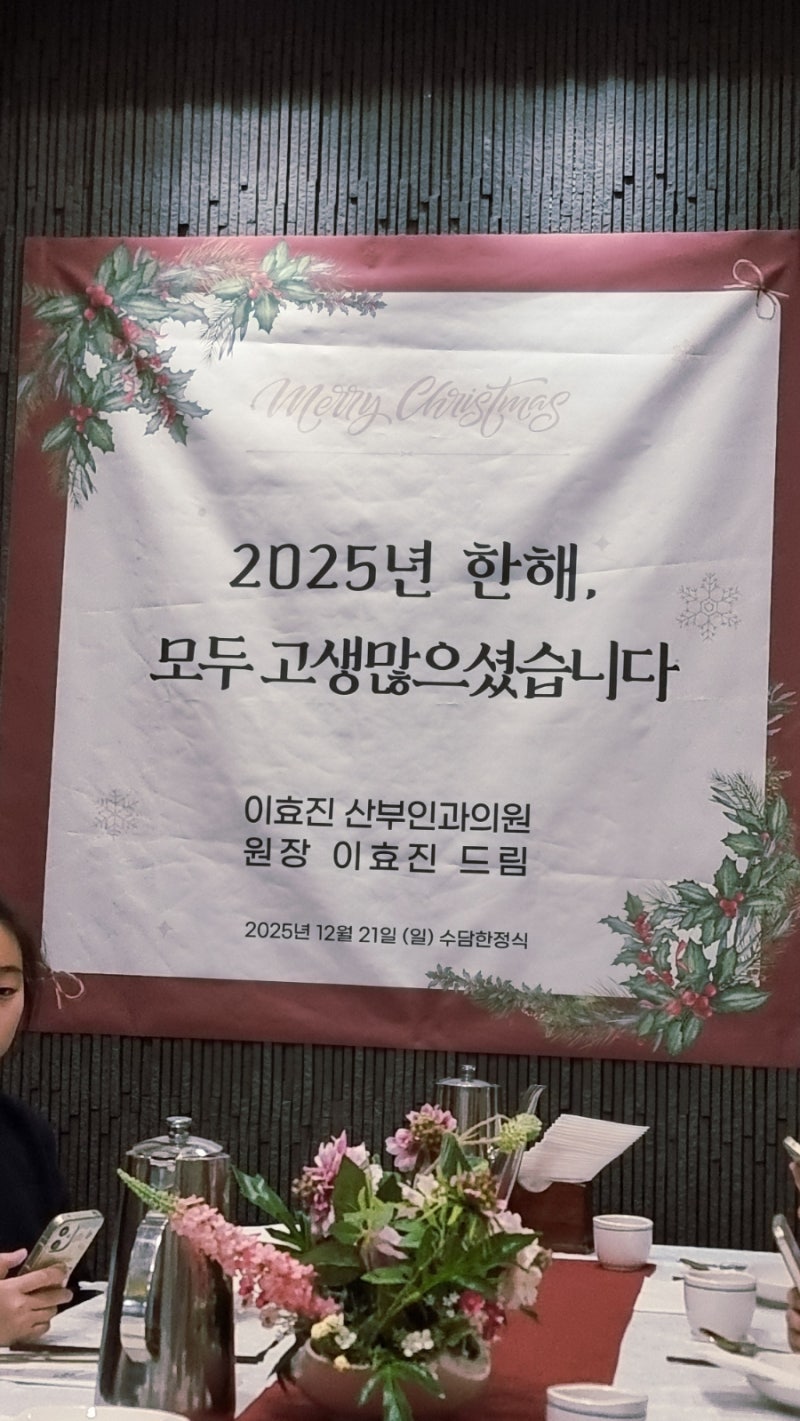 Merry Christmas
2025년 한해,
모두 고생많으셨습니다
이효진 산부인과의원
원장 이효진 드림
2025년 12월 21일 (일) 수담한정식